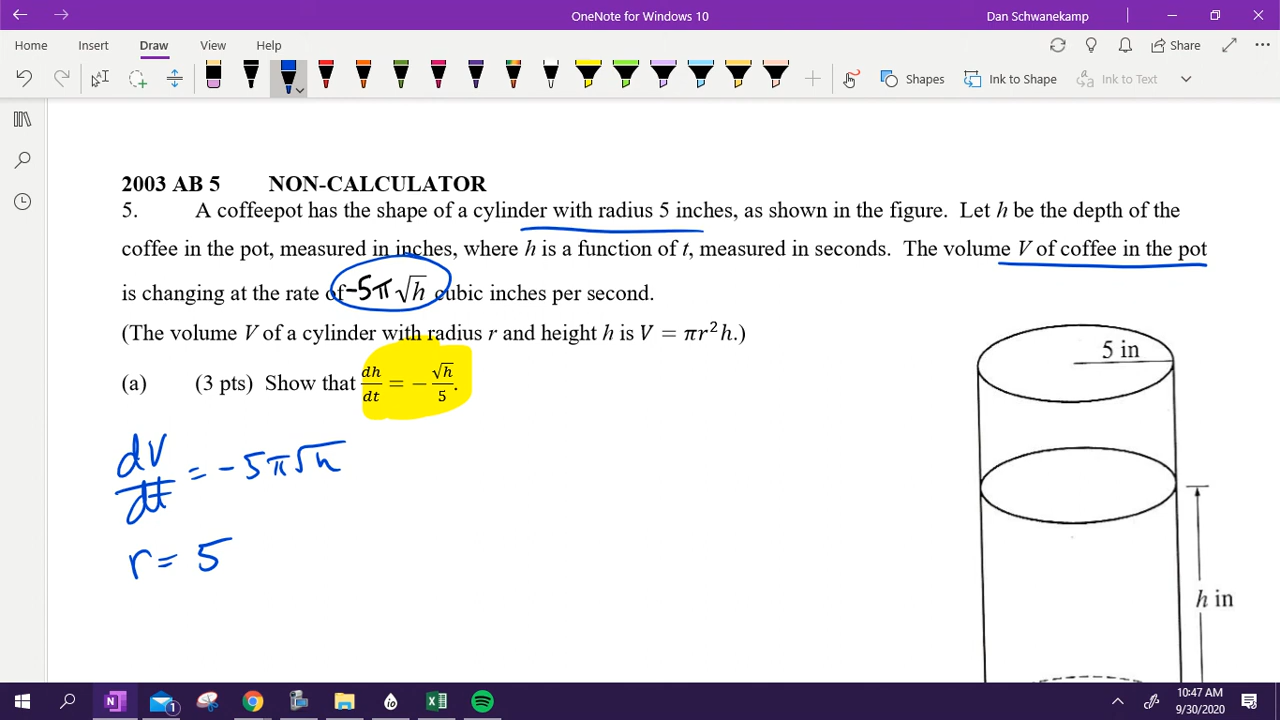 OneNote for Windows 10
Dan Schwanekamp
Home Insert Draw View Help
Share
Shapes Ink to Shape Ink to Text
2003 AB 5 NON-CALCULATOR
5. A coffeepot has the shape of a cylinder with radius 5 inches, as shown in the figure. Let h be the depth of the
coffee in the pot, measured in inches, where h is a function of t, measured in seconds. The volume V of coffee in the pot
is changing at the rate of -5π√h cubic inches per second.
(The volume V of a cylinder with radius r and height h is V = πr²h.)
(a) (3 pts) Show that dh/dt = −√h/5.
dV/dt = -5π√h
r = 5
5 in
h in
1
10:47 AM
9/30/2020